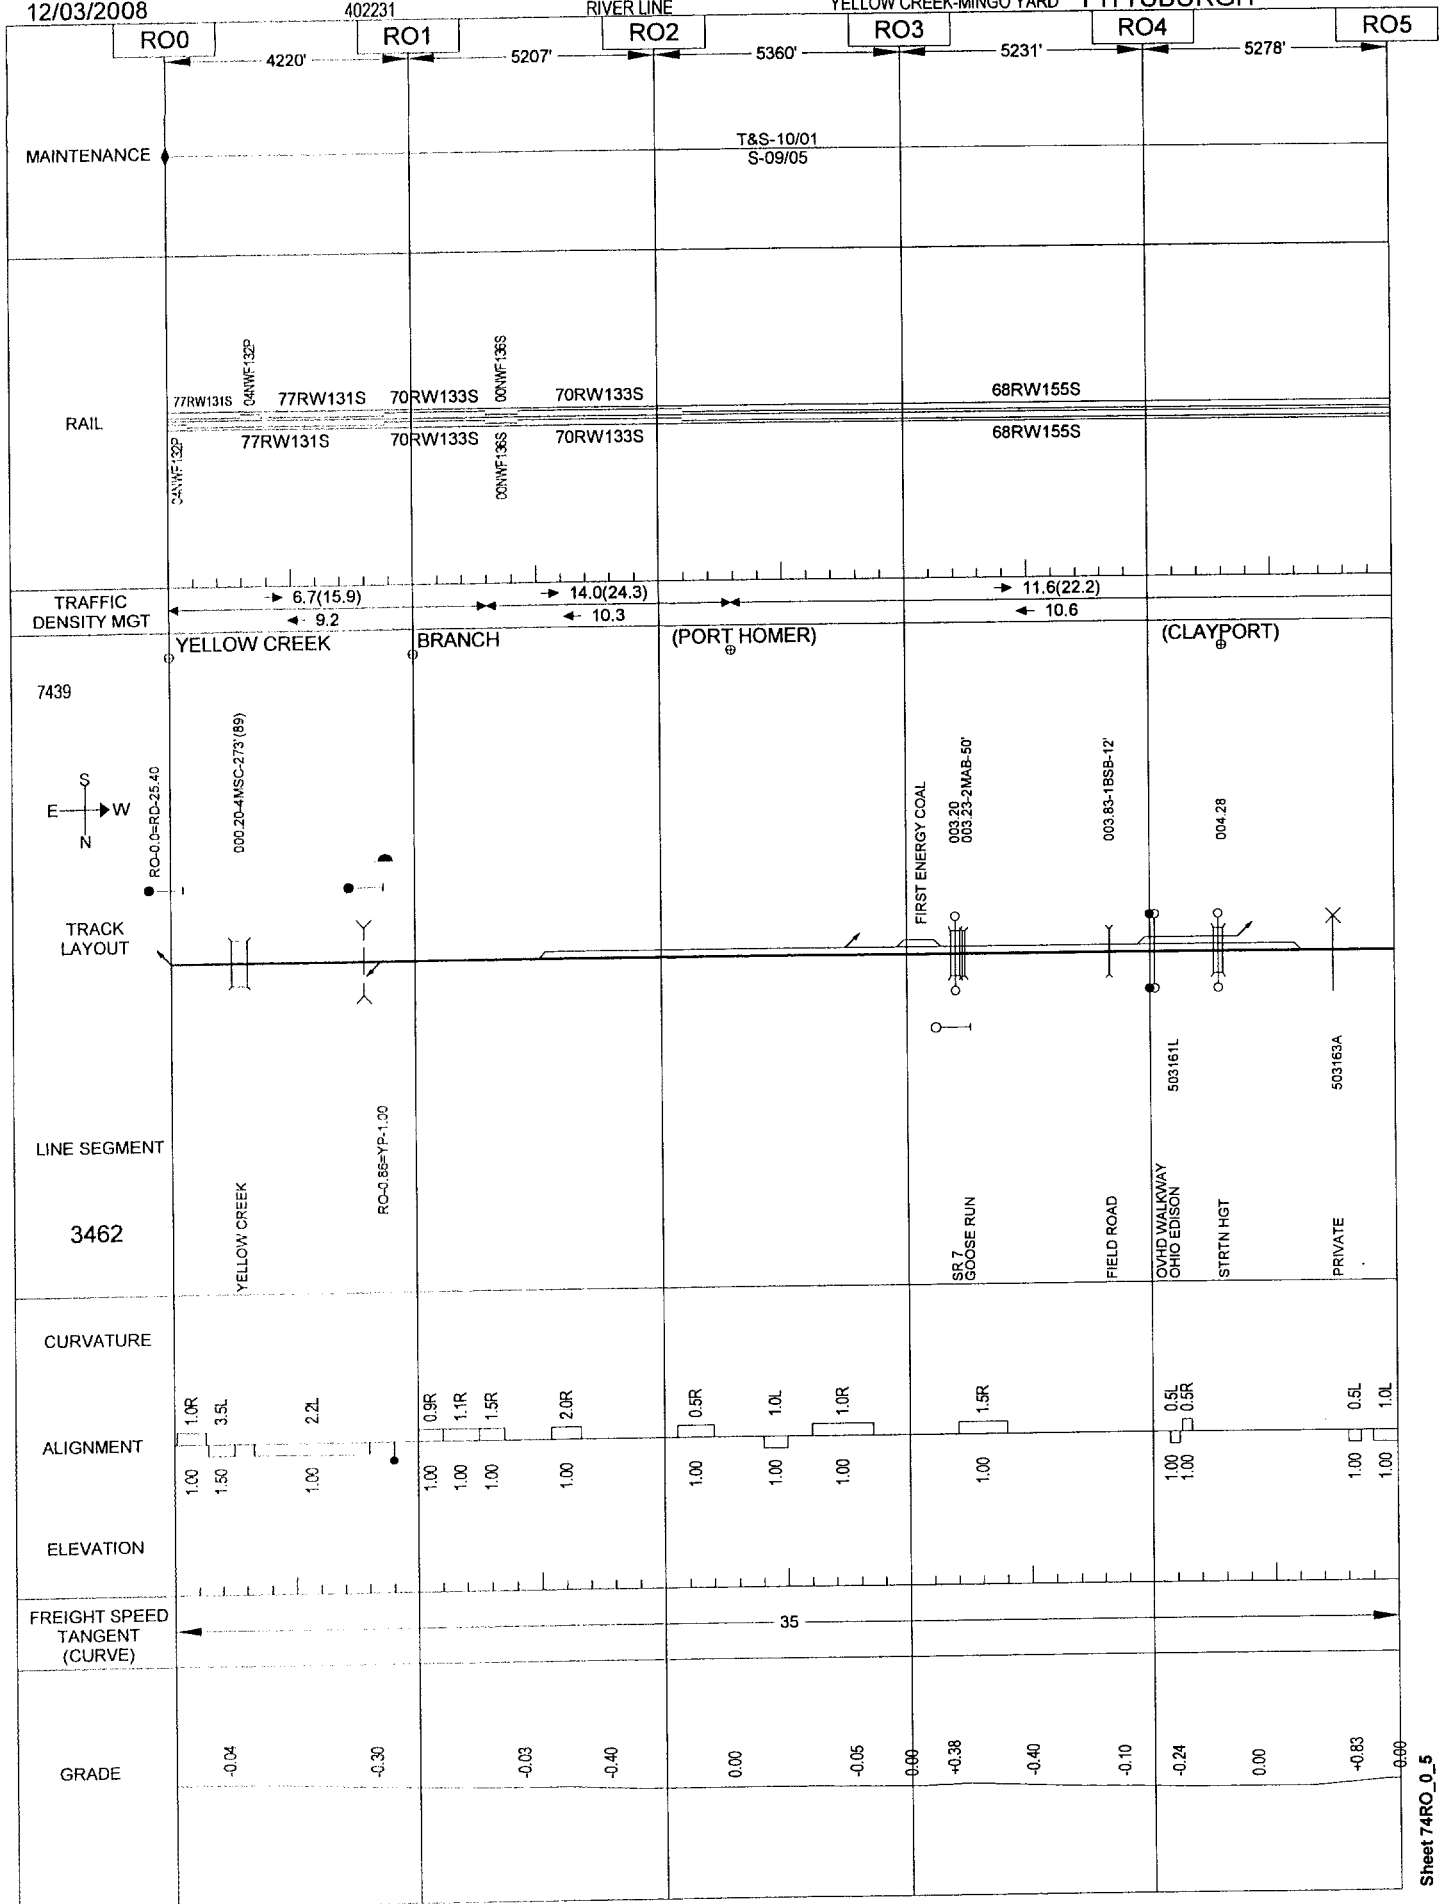 12/03/2008 402231 RIVER LINE YELLOW CREEK-MINGO YARD PITTSBURGH
RO0 RO1 RO2 RO3 RO4 RO5
4220' 5207' 5360' 5231' 5278'
MAINTENANCE
T&S-10/01
S-09/05
RAIL
77RW131S 04NWF132P 77RW131S 70RW133S 00NWF136S 70RW133S 68RW155S
04NWF132P 77RW131S 70RW133S 00NWF136S 70RW133S 68RW155S
TRAFFIC
DENSITY MGT
6.7(15.9) 14.0(24.3) 11.6(22.2)
9.2 10.3 10.6
YELLOW CREEK BRANCH (PORT HOMER) (CLAYPORT)
7439
S
E W
N
RO-0.0=RD-25.40
000.20-4MSC-273'(89)
FIRST ENERGY COAL
003.20
003.23-2MAB-50'
003.83-1BSB-12'
004.28
TRACK
LAYOUT
503161L
503163A
LINE SEGMENT
3462
YELLOW CREEK
RO-0.86=YP-1.00
SR 7
GOOSE RUN
FIELD ROAD
OVHD WALKWAY
OHIO EDISON
STRTN HGT
PRIVATE
CURVATURE
1.0R 3.5L 2.2L 0.9R 1.1R 1.5R 2.0R 0.5R 1.0L 1.0R 1.5R 0.5L 0.5R 0.5L 1.0L
ALIGNMENT
1.00 1.50 1.00 1.00 1.00 1.00 1.00 1.00 1.00 1.00 1.00 1.00 1.00 1.00 1.00
ELEVATION
FREIGHT SPEED
TANGENT
(CURVE)
35
GRADE
-0.04 -0.30 -0.03 -0.40 0.00 -0.05 0.00 +0.38 -0.40 -0.10 -0.24 0.00 +0.83 0.00
Sheet 74RO_0_5